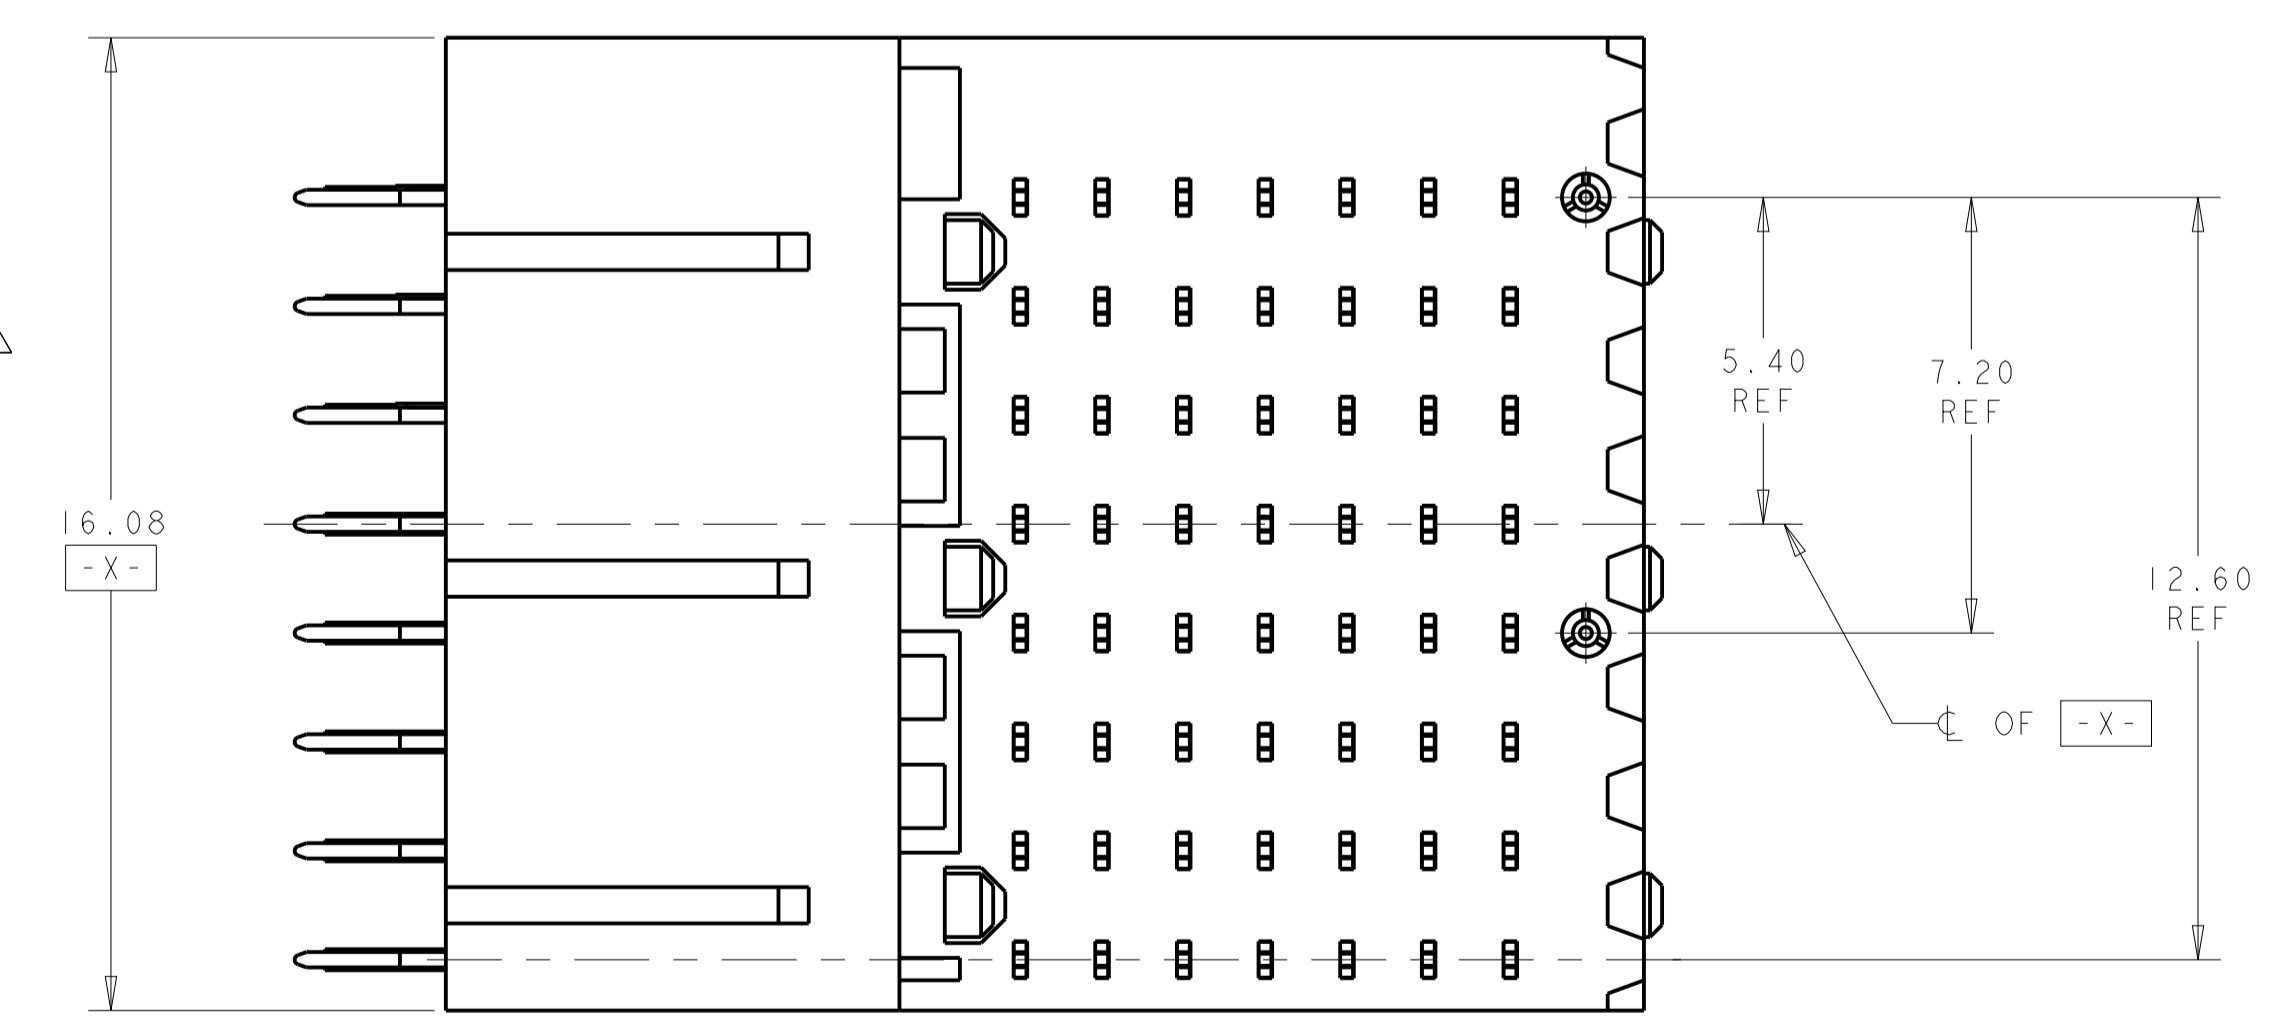 5.40
REF
7.20
REF
16.08
-X-
12.60
REF
℄ OF -X-